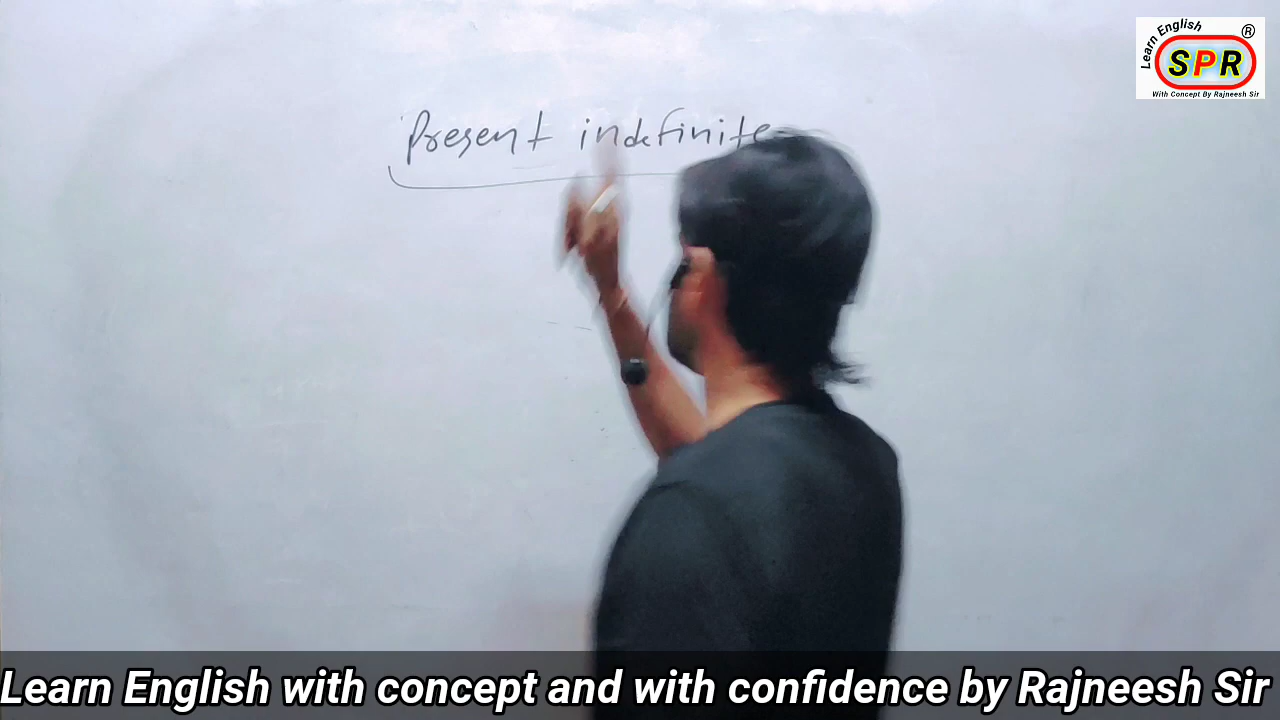 Learn English
®
SPR
With Concept By Rajneesh Sir
Present indefinite
Learn English with concept and with confidence by Rajneesh Sir